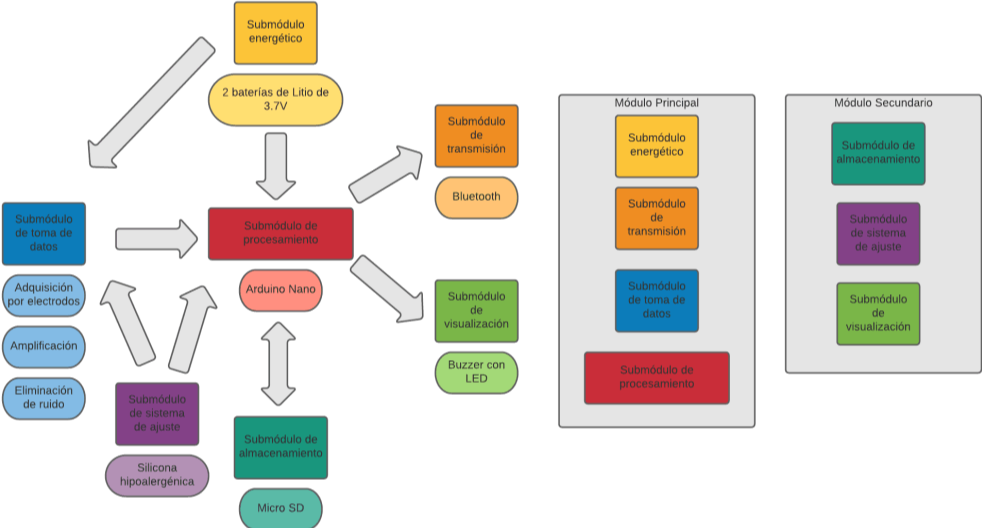 Submódulo
energético
2 baterías de Litio de
3.7V
Submódulo
de
transmisión
Bluetooth
Submódulo
de toma de
datos
Adquisición
por electrodos
Amplificación
Eliminación
de ruido
Submódulo de
procesamiento
Arduino Nano
Submódulo
de
visualización
Buzzer con
LED
Submódulo
de sistema
de ajuste
Silicona
hipoalergénica
Submódulo de
almacenamiento
Micro SD
Módulo Principal
Submódulo
energético
Submódulo
de
transmisión
Submódulo
de toma de
datos
Submódulo de
procesamiento
Módulo Secundario
Submódulo de
almacenamiento
Submódulo
de sistema
de ajuste
Submódulo
de
visualización